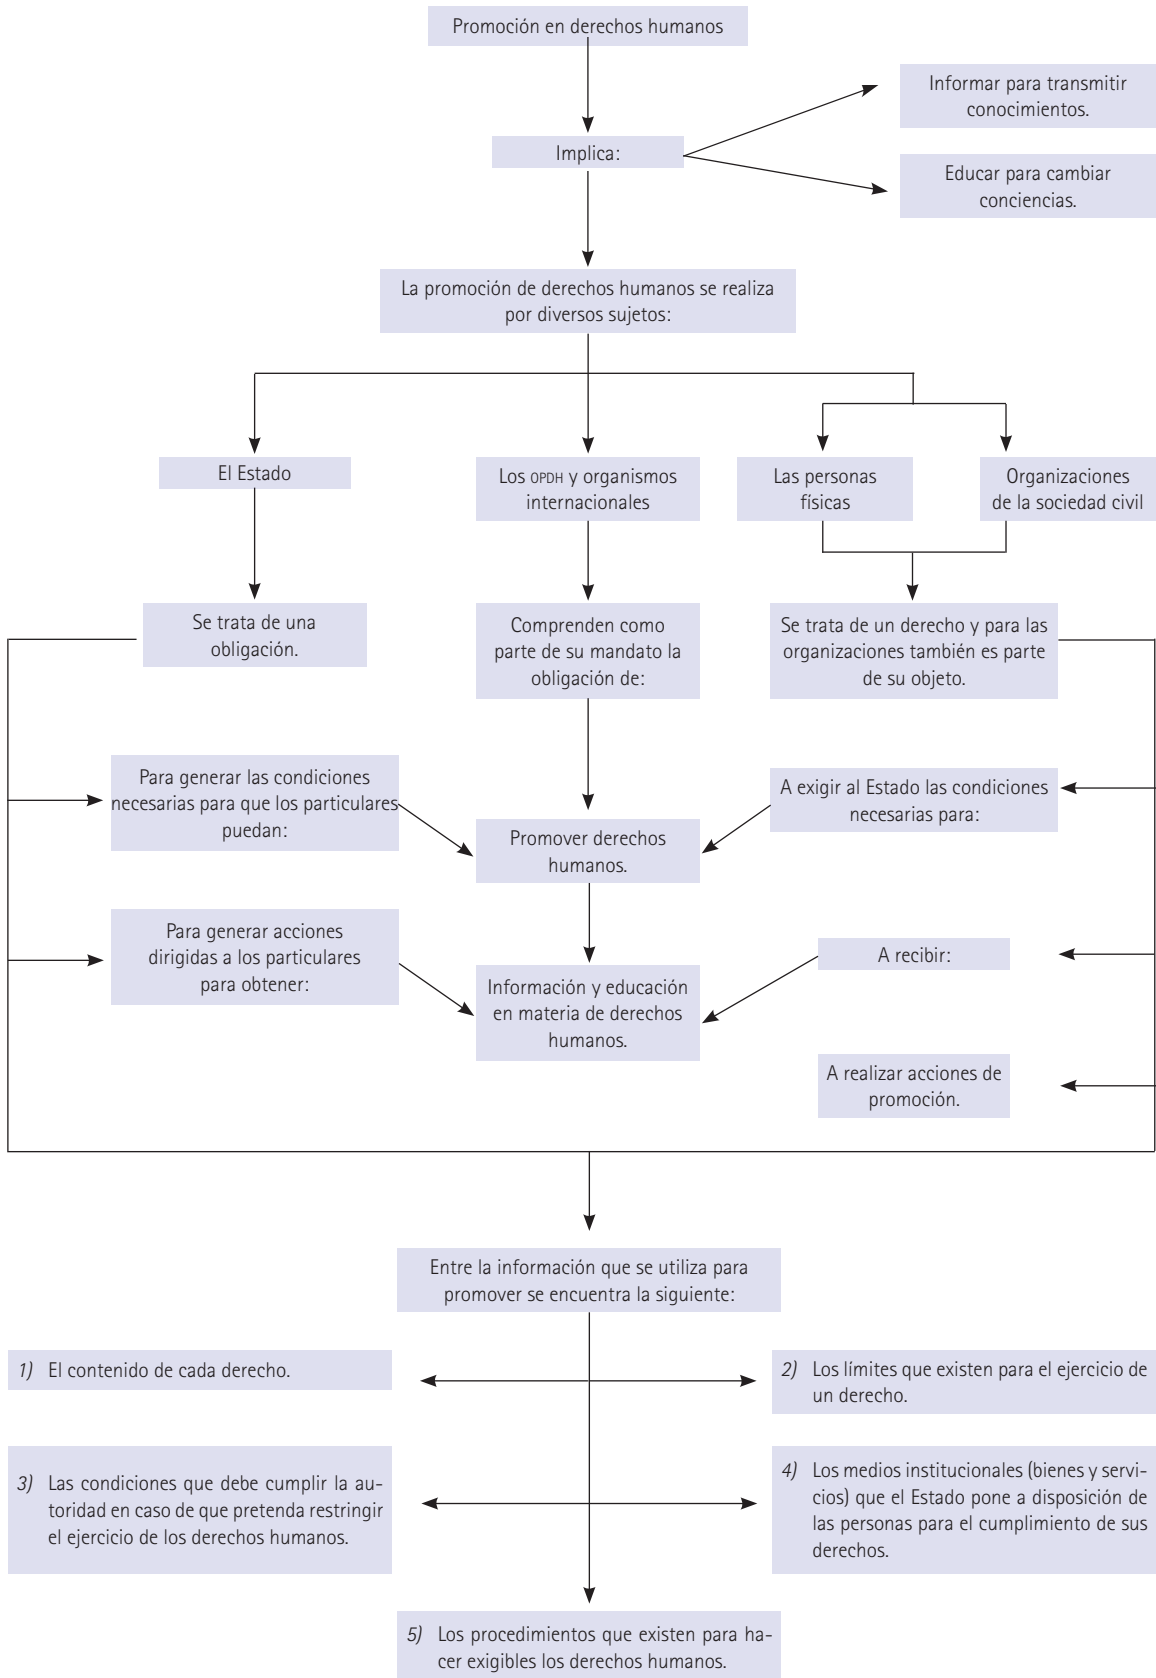 Promoción en derechos humanos
Informar para transmitir
conocimientos.
Implica:
Educar para cambiar
conciencias.
La promoción de derechos humanos se realiza
por diversos sujetos:
El Estado
Los OPDH y organismos
internacionales
Las personas
físicas
Organizaciones
de la sociedad civil
Se trata de una
obligación.
Comprenden como
parte de su mandato la
obligación de:
Se trata de un derecho y para las
organizaciones también es parte
de su objeto.
Para generar las condiciones
necesarias para que los particulares
puedan:
Promover derechos
humanos.
A exigir al Estado las condiciones
necesarias para:
Para generar acciones
dirigidas a los particulares
para obtener:
Información y educación
en materia de derechos
humanos.
A recibir:
A realizar acciones de
promoción.
Entre la información que se utiliza para
promover se encuentra la siguiente:
1) El contenido de cada derecho.
2) Los límites que existen para el ejercicio de
un derecho.
3) Las condiciones que debe cumplir la au-
toridad en caso de que pretenda restringir
el ejercicio de los derechos humanos.
4) Los medios institucionales (bienes y servi-
cios) que el Estado pone a disposición de
las personas para el cumplimiento de sus
derechos.
5) Los procedimientos que existen para ha-
cer exigibles los derechos humanos.